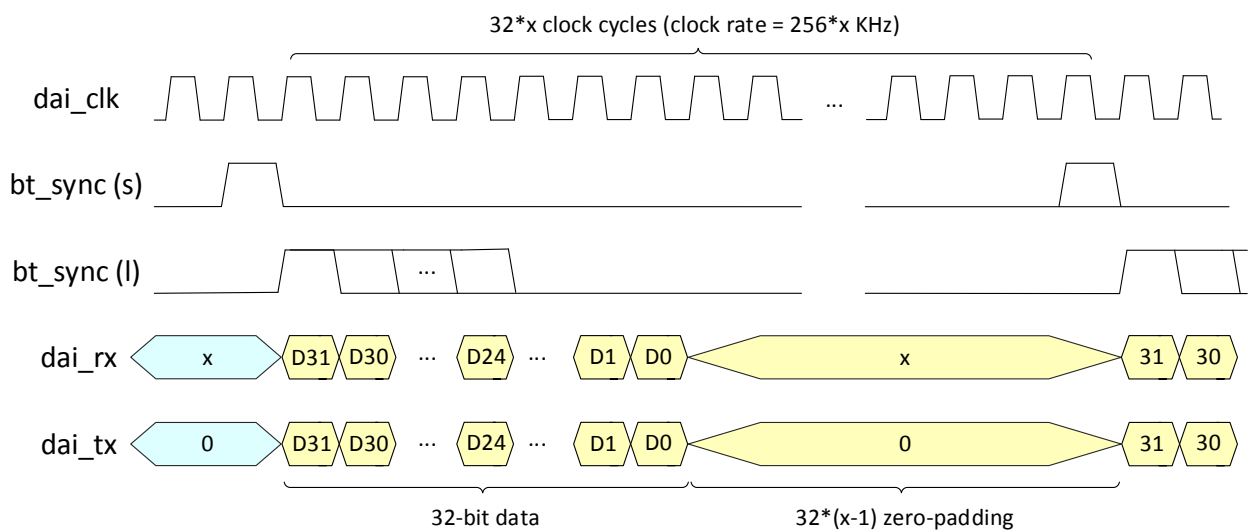 32*x clock cycles (clock rate = 256*x KHz)
dai_clk
...
bt_sync (s)
bt_sync (l)
...
dai_rx
x D31 D30 ... D24 ... D1 D0 x 31 30
dai_tx
0 D31 D30 ... D24 ... D1 D0 0 31 30
32-bit data
32*(x-1) zero-padding